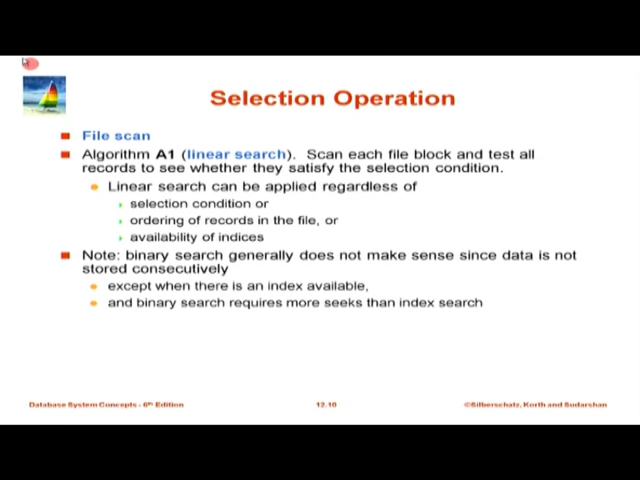 Selection Operation
File scan
Algorithm A1 (linear search). Scan each file block and test all
records to see whether they satisfy the selection condition.
Linear search can be applied regardless of
selection condition or
ordering of records in the file, or
availability of indices
Note: binary search generally does not make sense since data is not
stored consecutively
except when there is an index available,
and binary search requires more seeks than index search
Database System Concepts - 6th Edition
12.10
©Silberschatz, Korth and Sudarshan